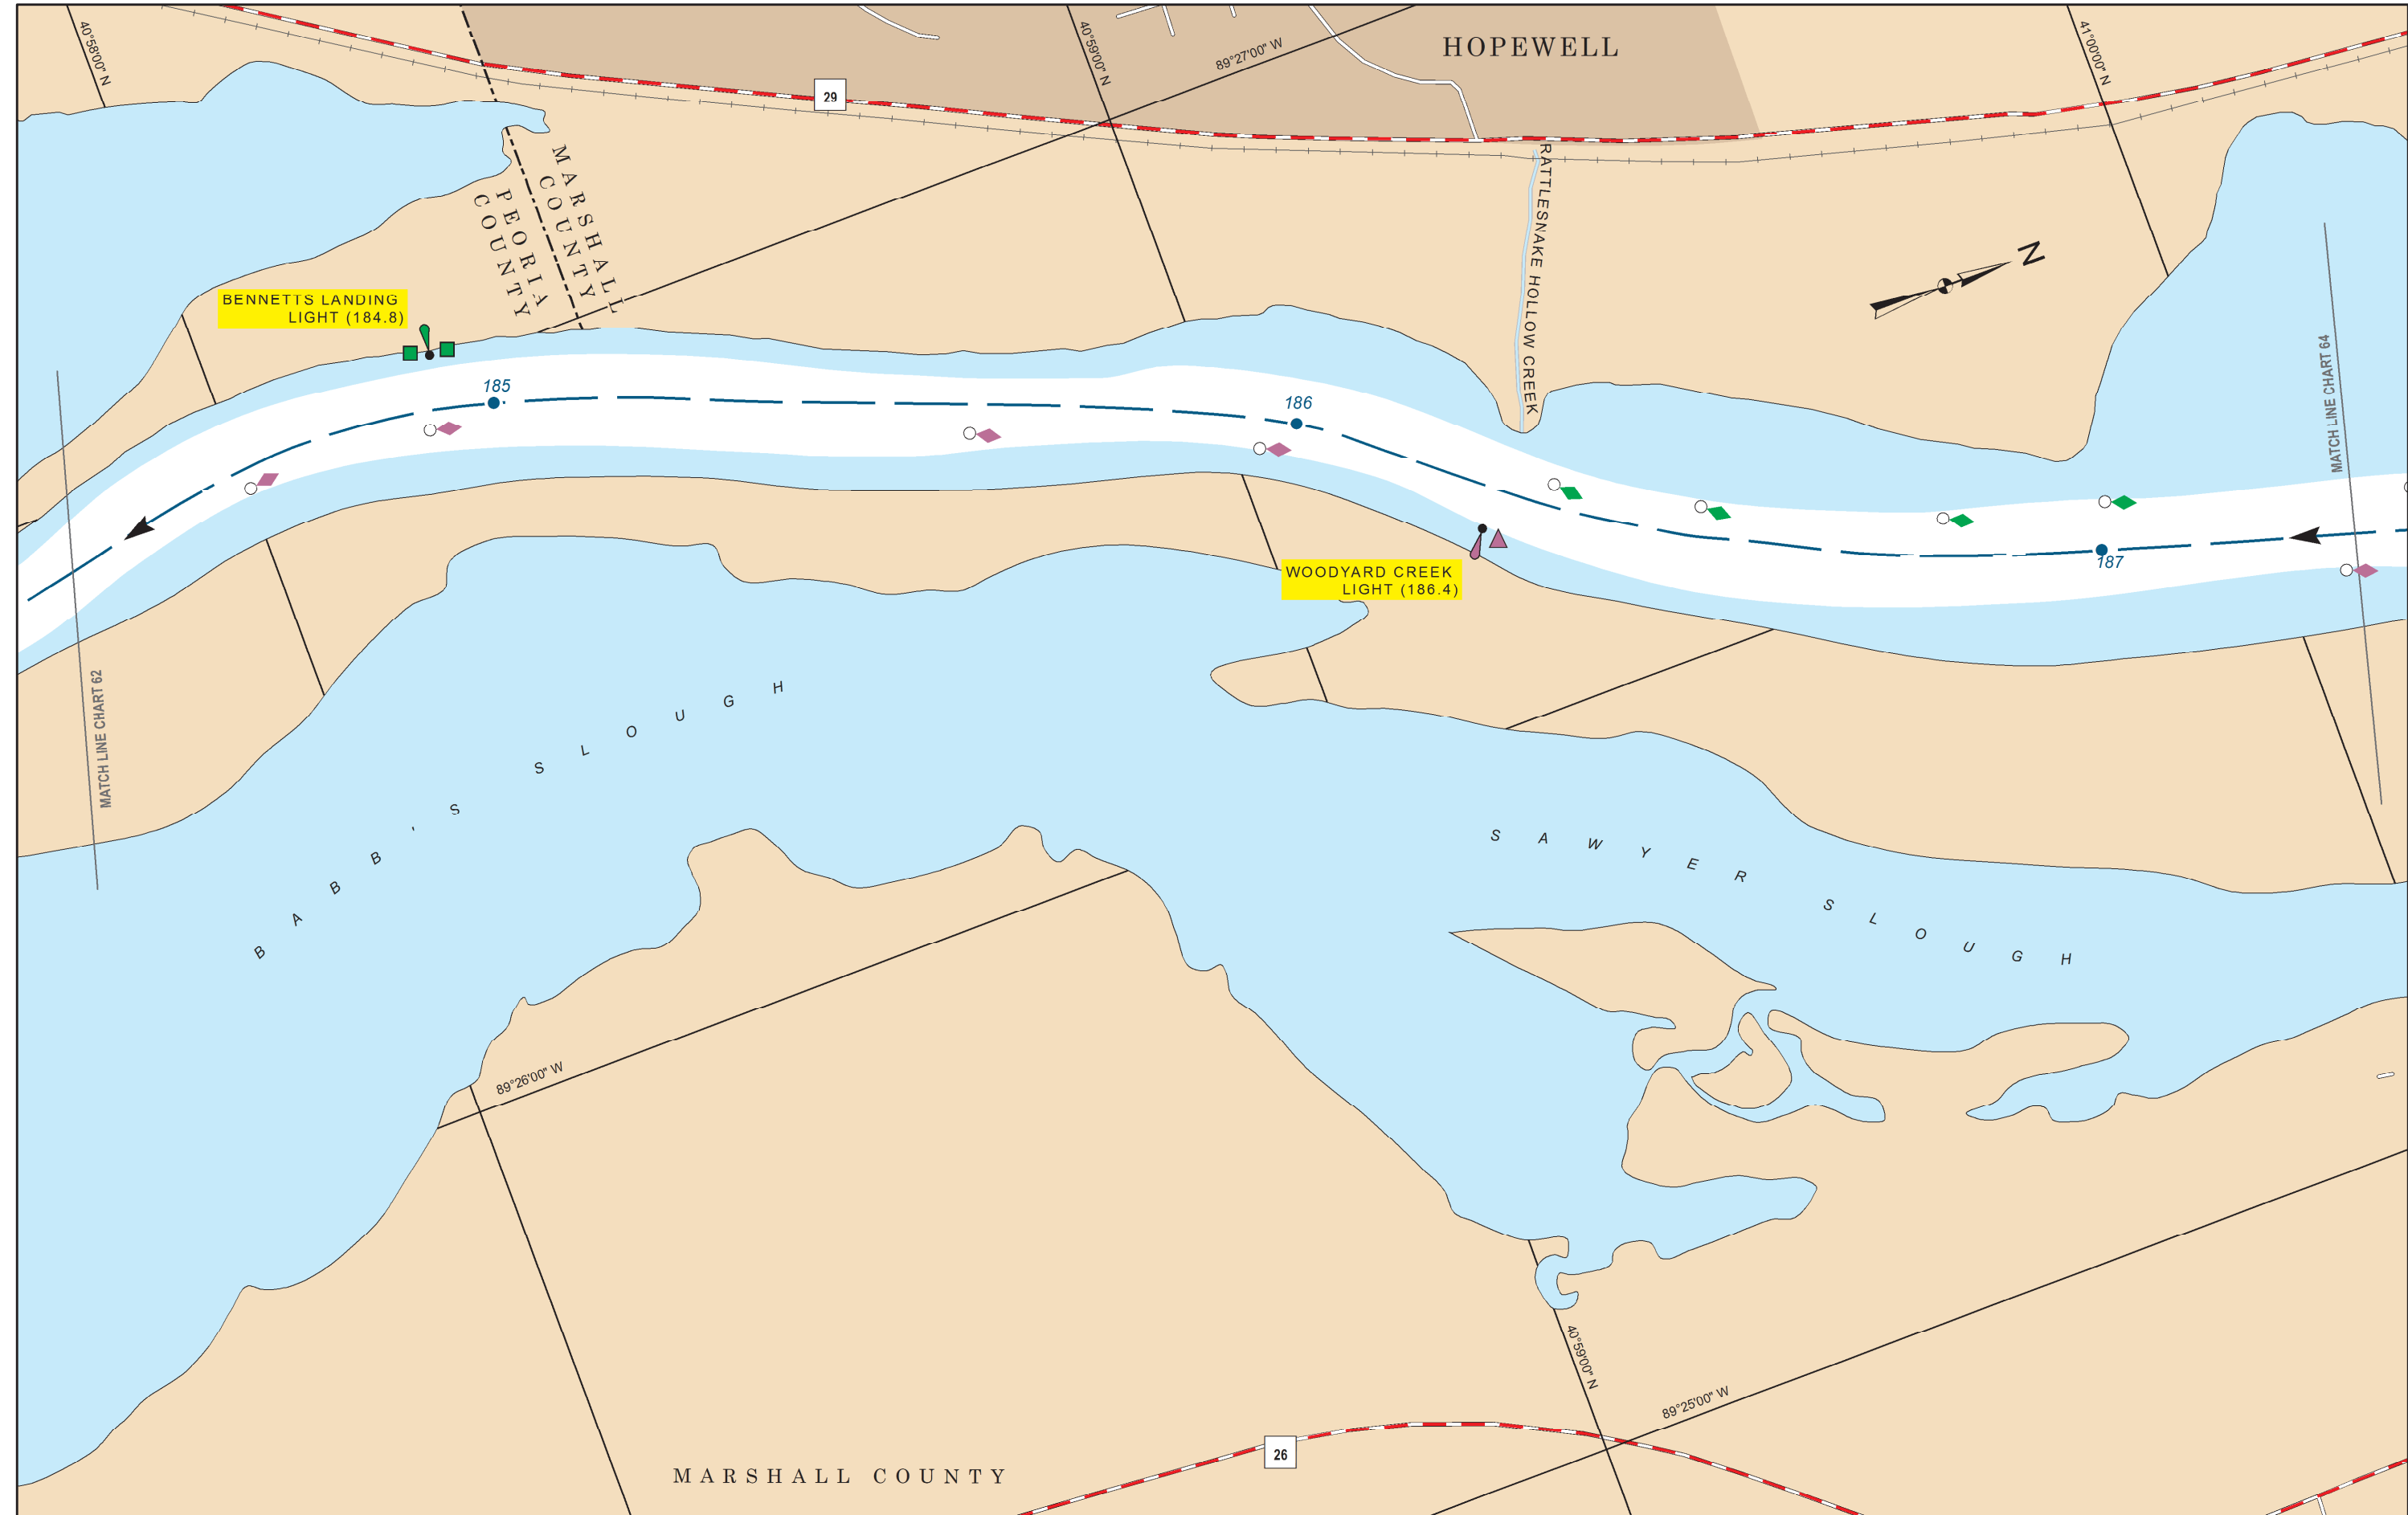 40°58'00" N
40°59'00" N
89°27'00" W
HOPEWELL
41°00'00" N
29
MARSHALL
COUNTY
PEORIA
COUNTY
RATTLESNAKE HOLLOW CREEK
N
BENNETTS LANDING
LIGHT (184.8)
185
186
187
MATCH LINE CHART 64
WOODYARD CREEK
LIGHT (186.4)
MATCH LINE CHART 62
BABB'S SLOUGH
SAWYER SLOUGH
89°26'00" W
40°59'00" N
89°25'00" W
26
MARSHALL COUNTY